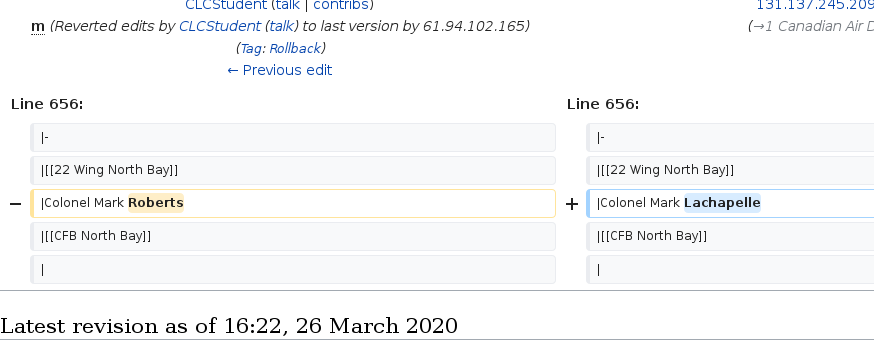 CLCStudent (talk | contribs)
m (Reverted edits by CLCStudent (talk) to last version by 61.94.102.165)
(Tag: Rollback)
← Previous edit
131.137.245.209
(→1 Canadian Air
Line 656:
Line 656:
|-
|-
|[[22 Wing North Bay]]
|[[22 Wing North Bay]]
− |Colonel Mark Roberts
+ |Colonel Mark Lachapelle
|[[CFB North Bay]]
|[[CFB North Bay]]
|
|
Latest revision as of 16:22, 26 March 2020